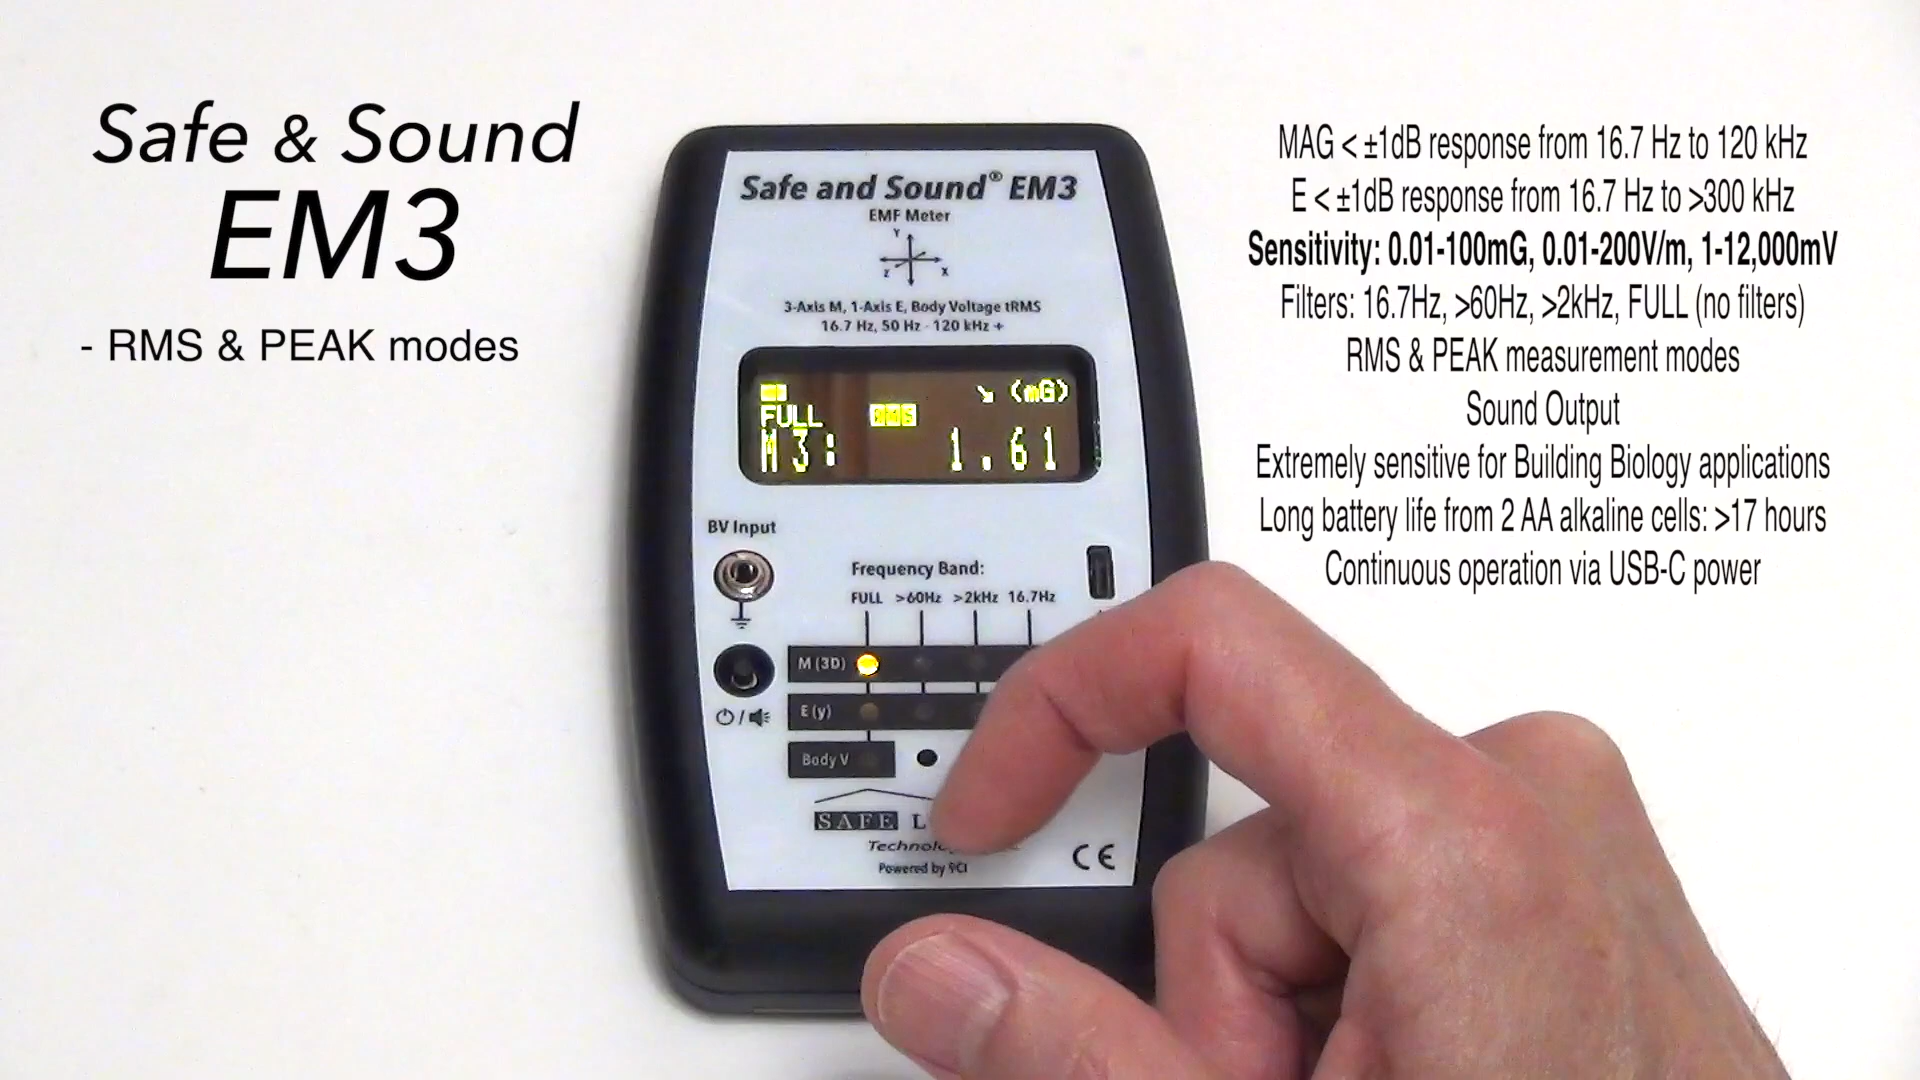 Safe & Sound
EM3
- RMS & PEAK modes
Safe and Sound® EM3
EMF Meter
Y
Z X
3-Axis M, 1-Axis E, Body Voltage tRMS
16.7 Hz, 50 Hz - 120 kHz +
(mG)
FULL RMS
M3: 1.61
BV Input
Frequency Band:
FULL >60Hz >2kHz 16.7Hz
M (3D)
E (y)
Body V
SAFE L
Powered by
CE
MAG < ±1dB response from 16.7 Hz to 120 kHz
E < ±1dB response from 16.7 Hz to >300 kHz
Sensitivity: 0.01-100mG, 0.01-200V/m, 1-12,000mV
Filters: 16.7Hz, >60Hz, >2kHz, FULL (no filters)
RMS & PEAK measurement modes
Sound Output
Extremely sensitive for Building Biology applications
Long battery life from 2 AA alkaline cells: >17 hours
Continuous operation via USB-C power